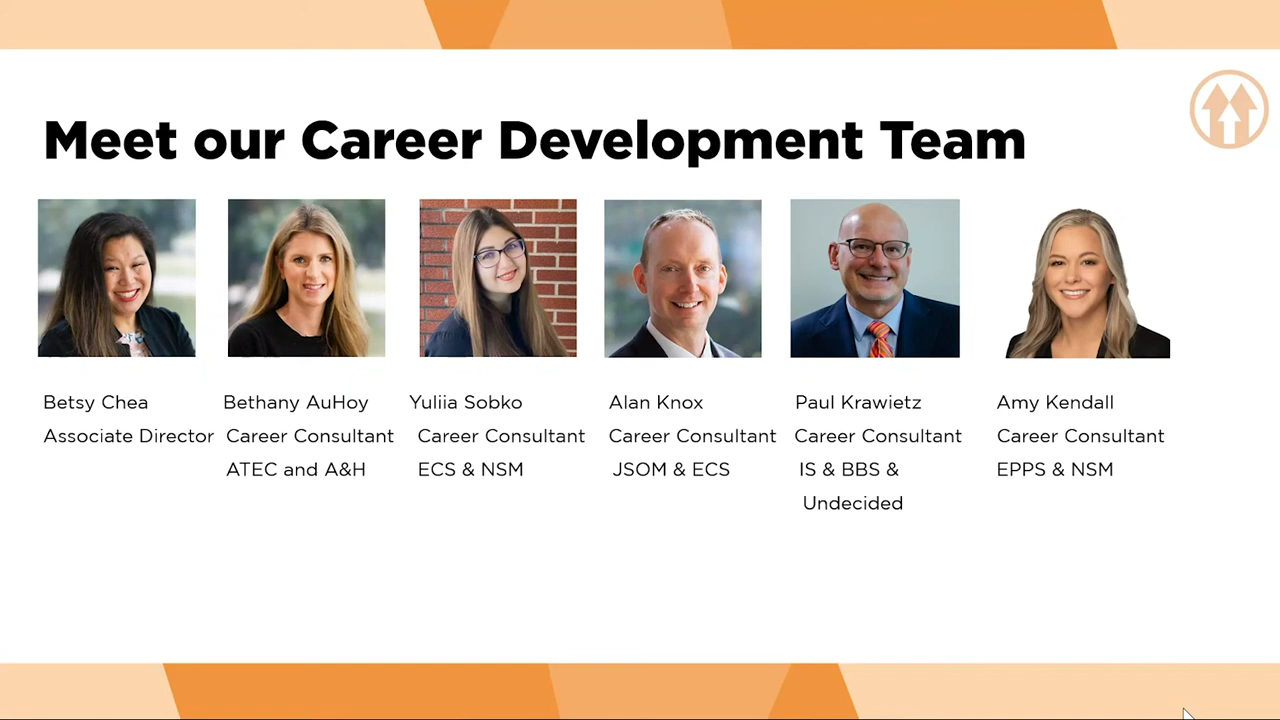 Meet our Career Development Team
Betsy Chea
Associate Director
Bethany AuHoy
Career Consultant
ATEC and A&H
Yuliia Sobko
Career Consultant
ECS & NSM
Alan Knox
Career Consultant
JSOM & ECS
Paul Krawietz
Career Consultant
IS & BBS &
Undecided
Amy Kendall
Career Consultant
EPPS & NSM